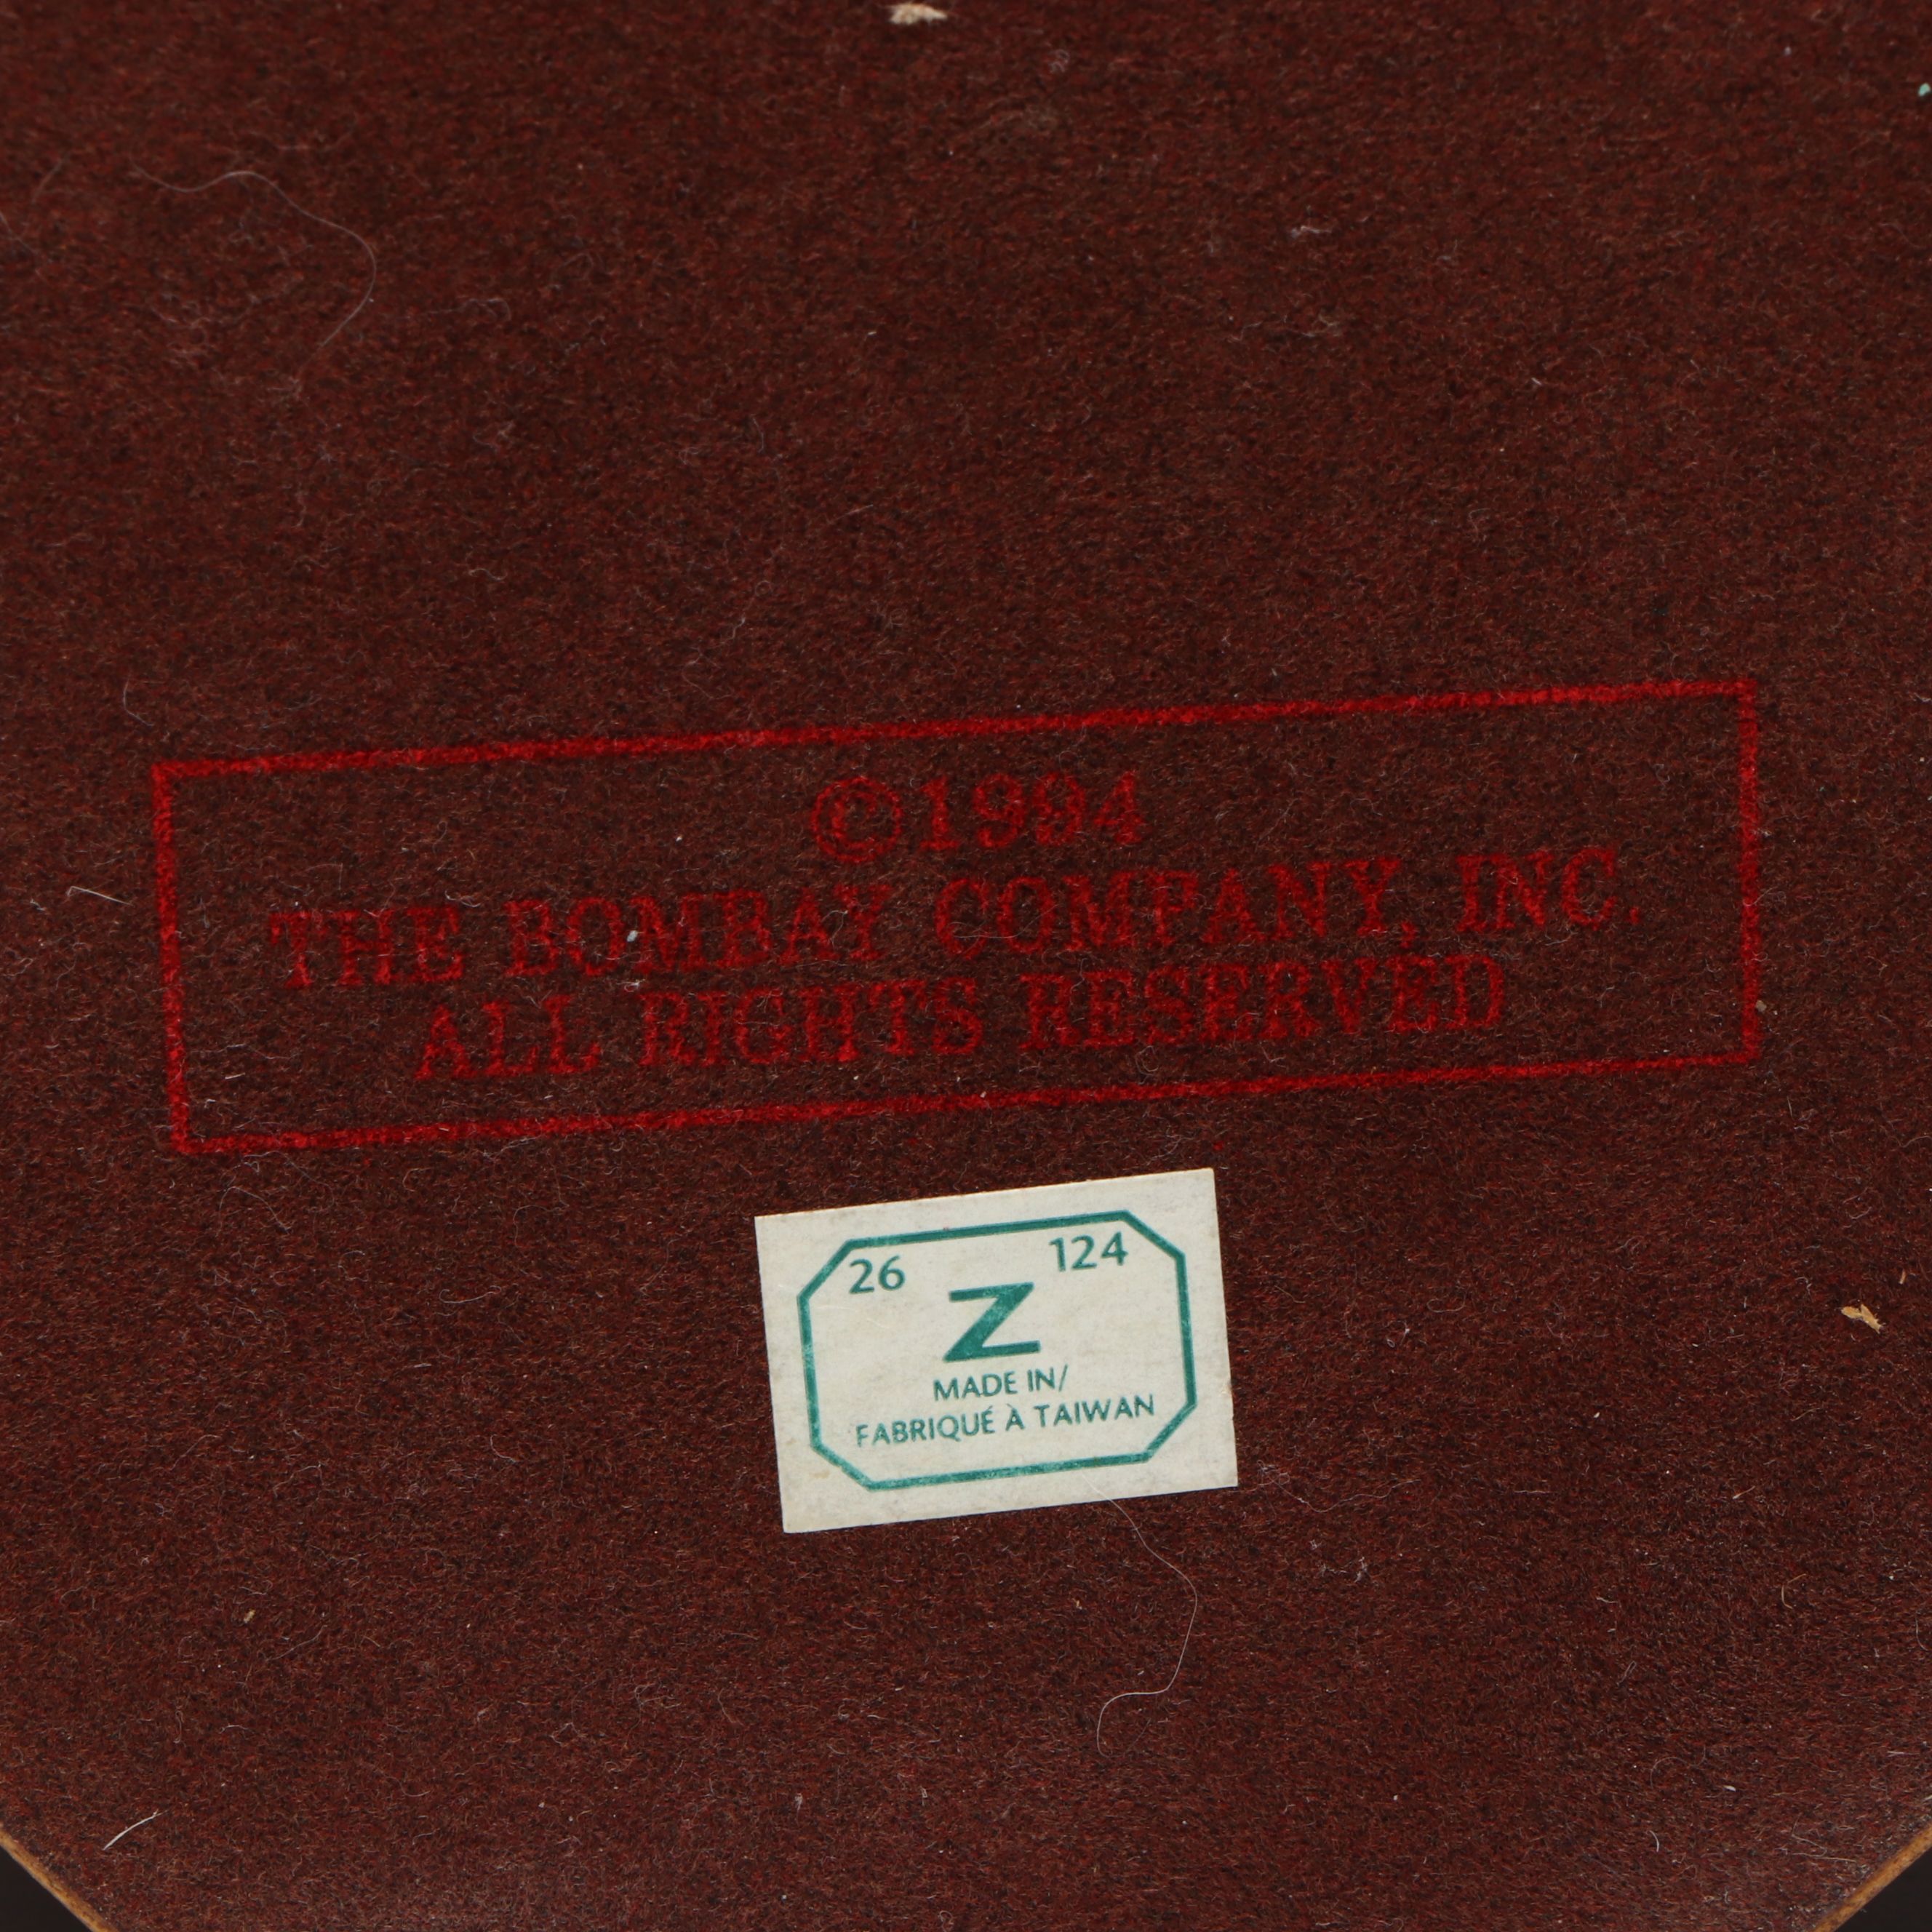 ©1994
THE BOMBAY COMPANY, INC.
ALL RIGHTS RESERVED
26 124
Z
MADE IN/
FABRIQUÉ À TAIWAN